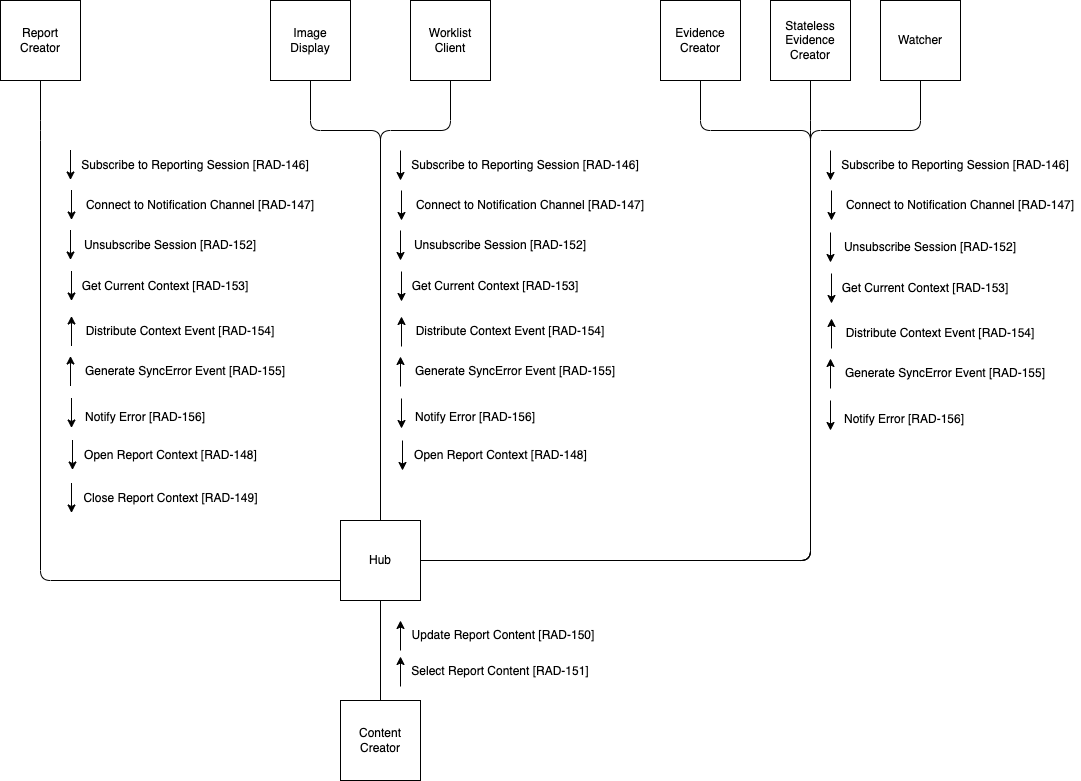 Report
Creator
Image
Display
Worklist
Client
Evidence
Creator
Stateless
Evidence
Creator
Watcher
Subscribe to Reporting Session [RAD-146]
Connect to Notification Channel [RAD-147]
Unsubscribe Session [RAD-152]
Get Current Context [RAD-153]
Distribute Context Event [RAD-154]
Generate SyncError Event [RAD-155]
Notify Error [RAD-156]
Open Report Context [RAD-148]
Close Report Context [RAD-149]
Subscribe to Reporting Session [RAD-146]
Connect to Notification Channel [RAD-147]
Unsubscribe Session [RAD-152]
Get Current Context [RAD-153]
Distribute Context Event [RAD-154]
Generate SyncError Event [RAD-155]
Notify Error [RAD-156]
Open Report Context [RAD-148]
Subscribe to Reporting Session [RAD-146]
Connect to Notification Channel [RAD-147]
Unsubscribe Session [RAD-152]
Get Current Context [RAD-153]
Distribute Context Event [RAD-154]
Generate SyncError Event [RAD-155]
Notify Error [RAD-156]
Hub
Update Report Content [RAD-150]
Select Report Content [RAD-151]
Content
Creator